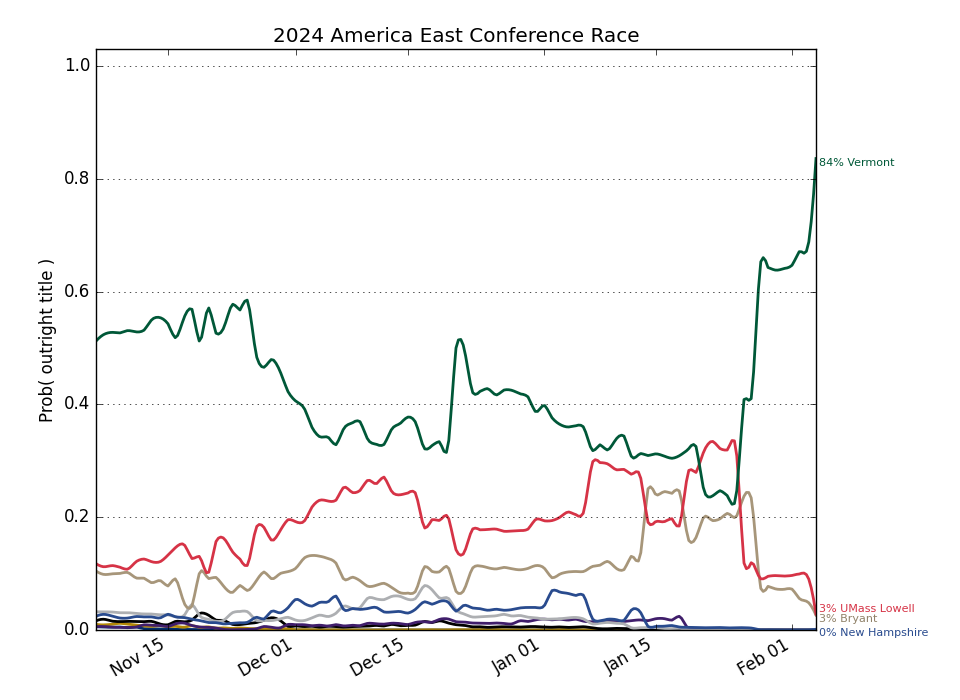 2024 America East Conference Race
Prob( outright title )
1.0
0.8
0.6
0.4
0.2
0.0
84% Vermont
3% UMass Lowell
3% Bryant
0% New Hampshire
Nov 15
Dec 01
Dec 15
Jan 01
Jan 15
Feb 01